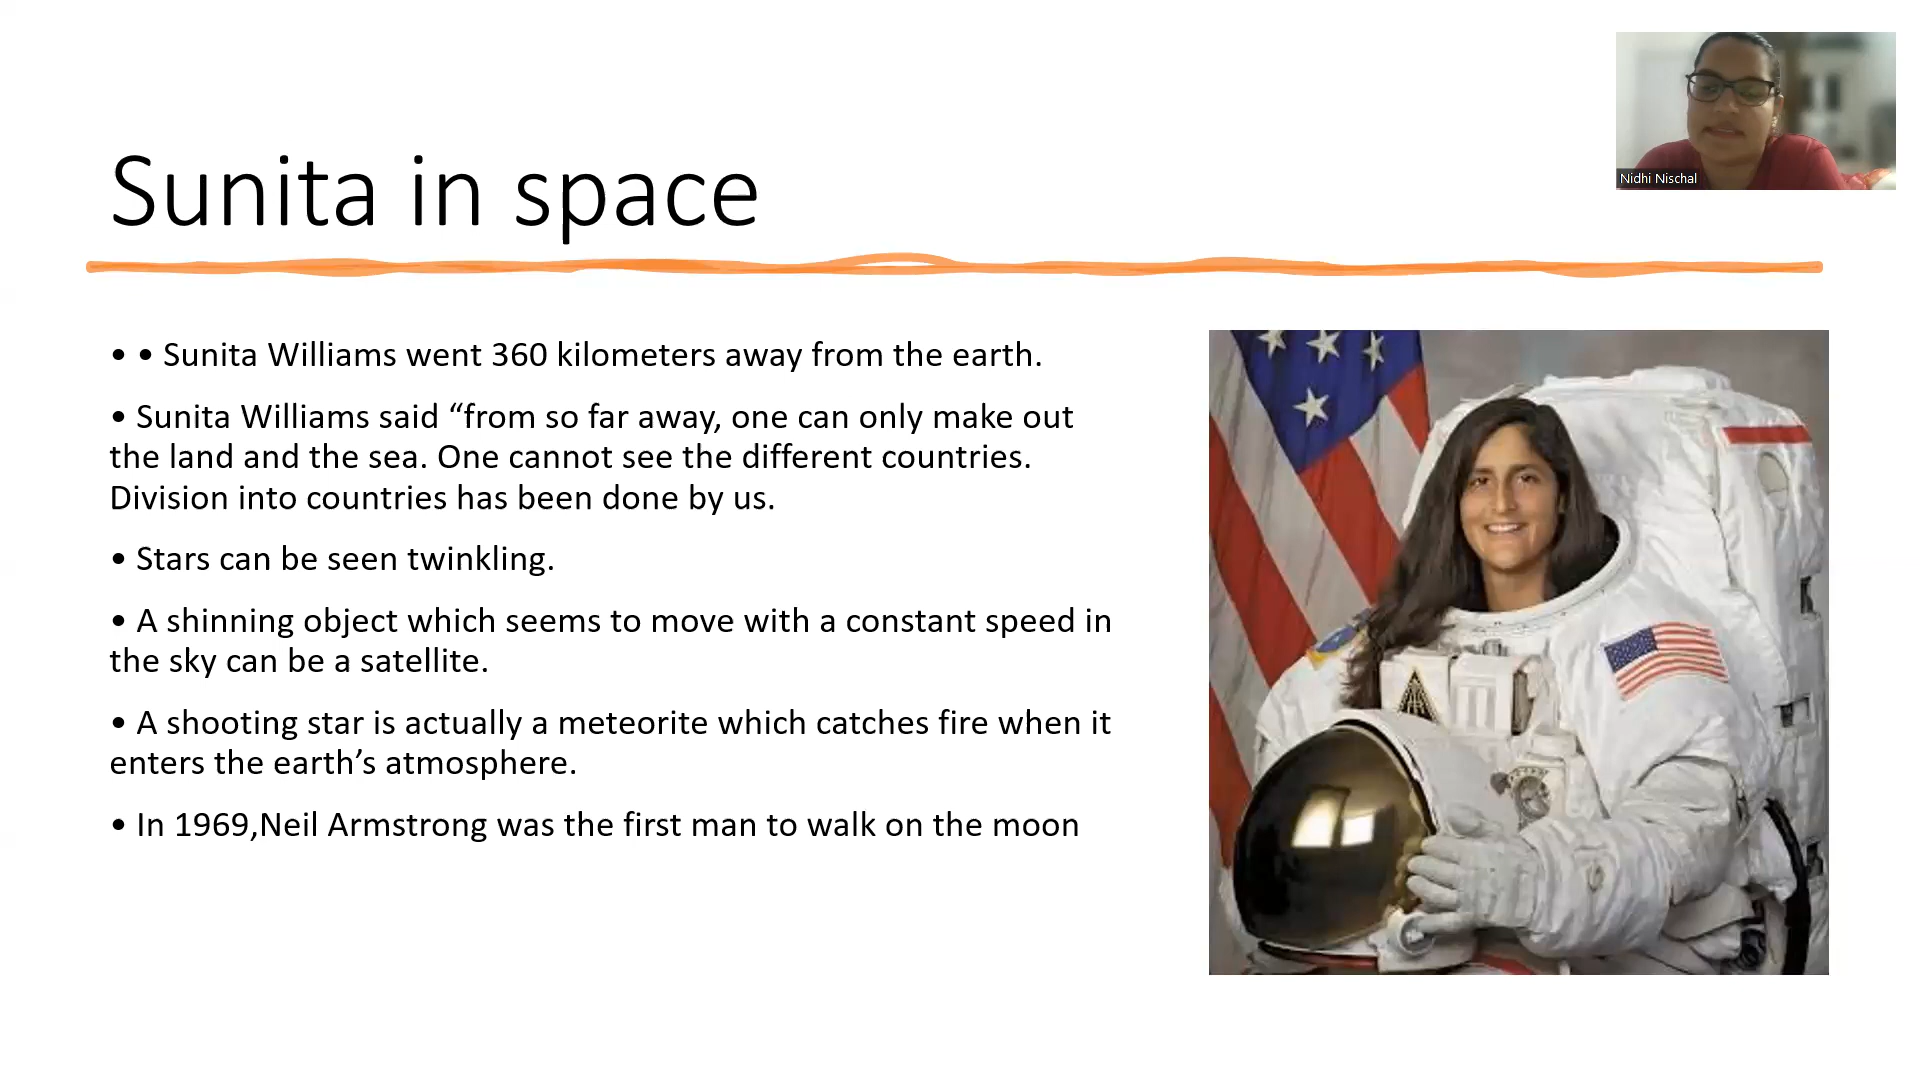 Nidhi Nischal
Sunita in space
• • Sunita Williams went 360 kilometers away from the earth.
• Sunita Williams said “from so far away, one can only make out
the land and the sea. One cannot see the different countries.
Division into countries has been done by us.
• Stars can be seen twinkling.
• A shinning object which seems to move with a constant speed in
the sky can be a satellite.
• A shooting star is actually a meteorite which catches fire when it
enters the earth’s atmosphere.
• In 1969,Neil Armstrong was the first man to walk on the moon